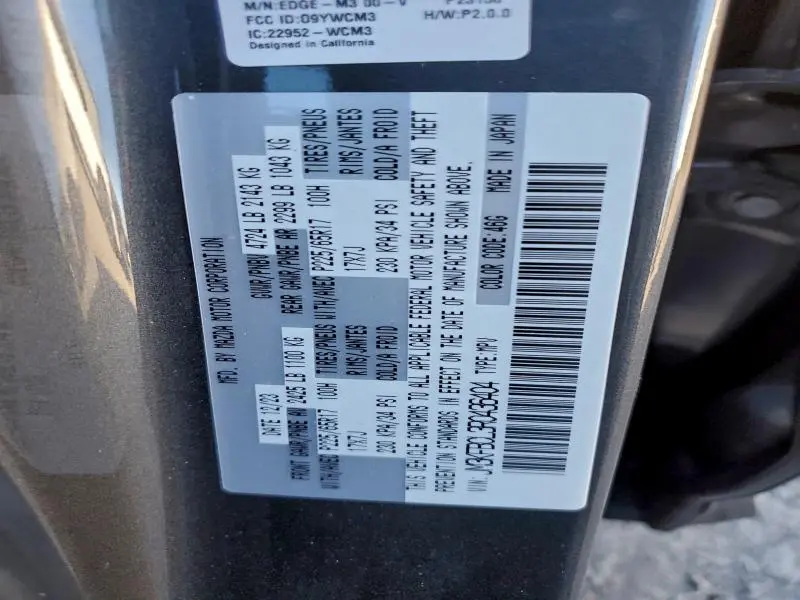 M/N:EDGE-M3 00-V
FCC ID:O9YWCM3
H/W:P2.0.0
IC:22952-WCM3
Designed in California
MFD. BY MAZDA MOTOR CORPORATION
DATE 12/23
GVWR/PNBV 4724 LB 2143 KG
FRONT GAWR/PNBE AV 2425 LB 1100 KG
REAR GAWR/PNBE AR 2299 LB 1043 KG
WITH/AVEC P225/65R17 100H TIRES/PNEUS WITH/AVEC P225/65R17 100H TIRES/PNEUS
17X7J RIMS/JANTES 17X7J RIMS/JANTES
230 KPA/34 PSI COLD/A FROID 230 KPA/34 PSI COLD/A FROID
THIS VEHICLE CONFORMS TO ALL APPLICABLE FEDERAL MOTOR VEHICLE SAFETY AND THEFT
PREVENTION STANDARDS IN EFFECT ON THE DATE OF MANUFACTURE SHOWN ABOVE.
VIN: TYPE:MPV COLOR CODE:46G MADE IN JAPAN